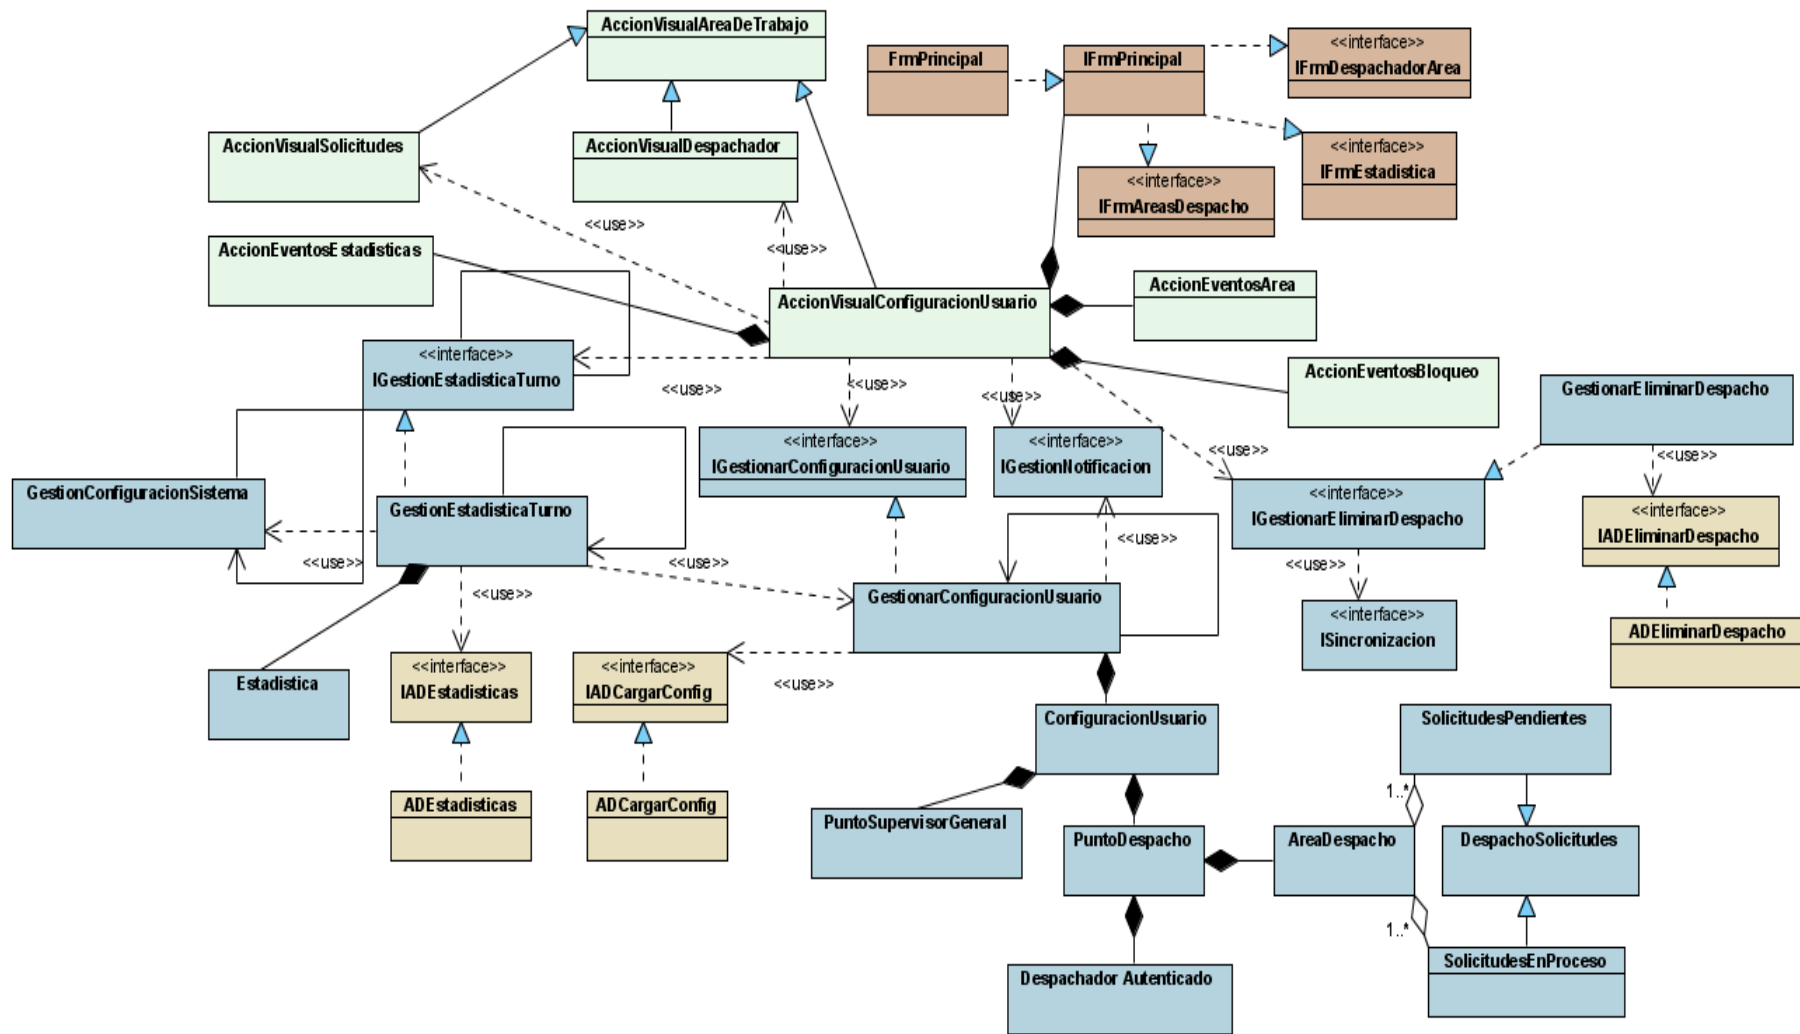 AccionVisualAreaDeTrabajo
FrmPrincipal
IFrmPrincipal
<<interface>>
IFrmDespachadorArea
AccionVisualSolicitudes
AccionVisualDespachador
<<interface>>
IFrmEstadistica
<<interface>>
IFrmAreasDespacho
<<use>>
<<use>>
AccionEventosEstadisticas
AccionVisualConfiguracionUsuario
AccionEventosArea
<<interface>>
IGestionEstadisticaTurno
<<use>>
<<use>>
<<use>>
AccionEventosBloqueo
GestionarEliminarDespacho
<<interface>>
IGestionarConfiguracionUsuario
<<interface>>
IGestionNotificacion
<<use>>
<<use>>
GestionConfiguracionSistema
GestionEstadisticaTurno
<<interface>>
IGestionarEliminarDespacho
<<interface>>
IADEliminarDespacho
<<use>>
<<use>>
<<use>>
<<use>>
GestionarConfiguracionUsuario
<<interface>>
ISincronizacion
ADEliminarDespacho
Estadistica
<<interface>>
IADEstadisticas
<<interface>>
IADCargarConfig
<<use>>
ConfiguracionUsuario
SolicitudesPendientes
ADEstadisticas
ADCargarConfig
1..*
PuntoSupervisorGeneral
PuntoDespacho
AreaDespacho
DespachoSolicitudes
1..*
Despachador Autenticado
SolicitudesEnProceso